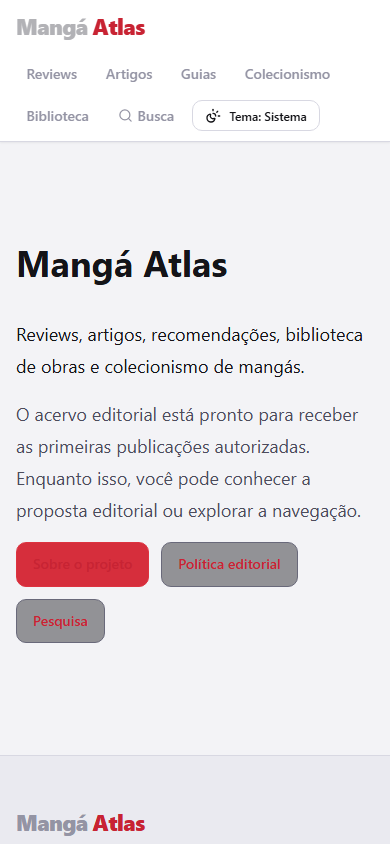 Mangá Atlas
Reviews Artigos Guias Colecionismo
Biblioteca Busca Tema: Sistema
Mangá Atlas
Reviews, artigos, recomendações, biblioteca
de obras e colecionismo de mangás.
O acervo editorial está pronto para receber
as primeiras publicações autorizadas.
Enquanto isso, você pode conhecer a
proposta editorial ou explorar a navegação.
Sobre o projeto Política editorial
Pesquisa
Mangá Atlas